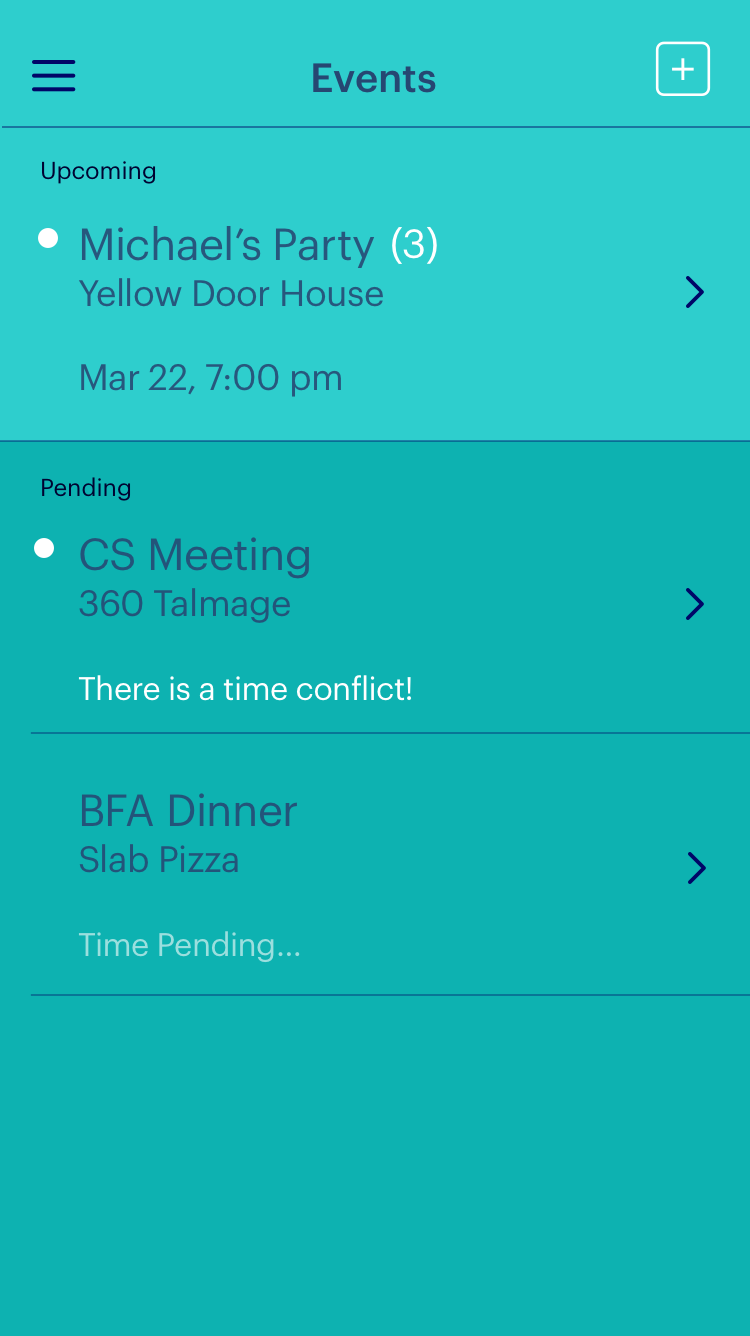 Events
Upcoming
Michael’s Party (3)
Yellow Door House
Mar 22, 7:00 pm
Pending
CS Meeting
360 Talmage
There is a time conflict!
BFA Dinner
Slab Pizza
Time Pending...